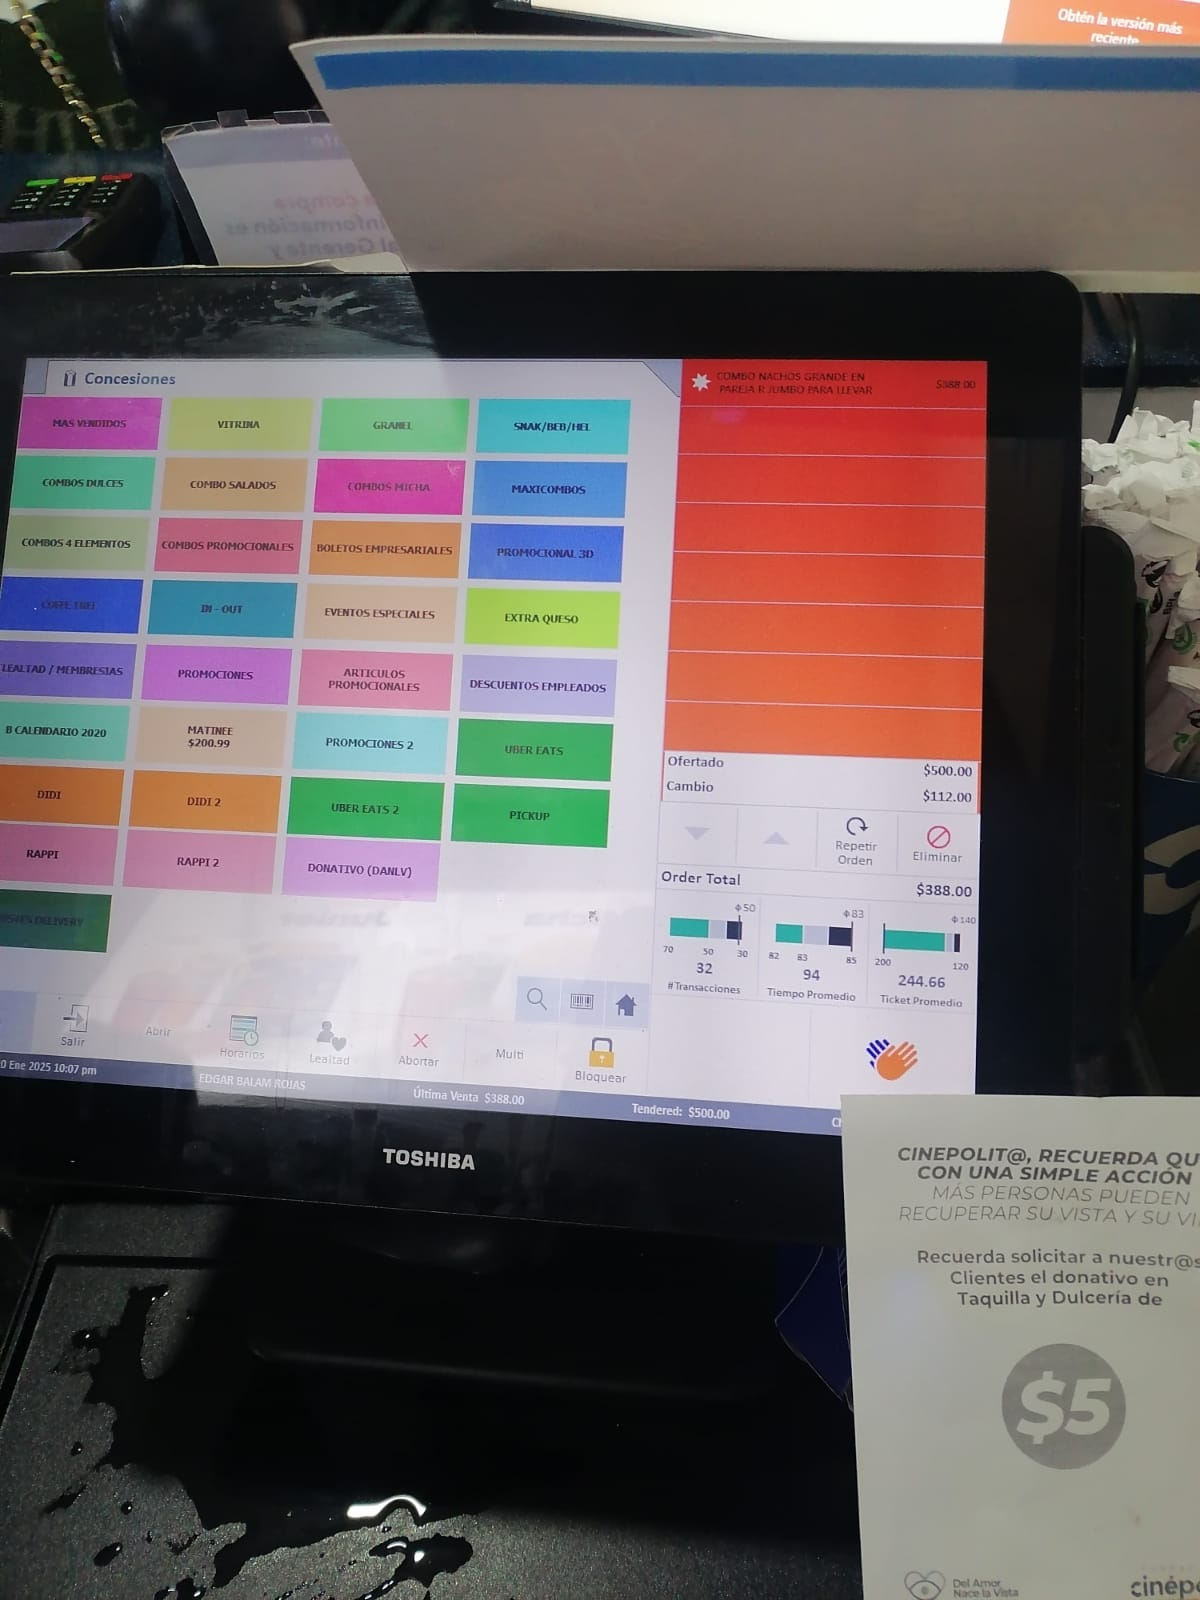 Obtén la versión más
reciente
Concesiones
MAS VENDIDOS
VITRINA
GRANEL
SNAK/BEB/HEL
COMBOS DULCES
COMBO SALADOS
COMBOS MICHA
MAXICOMBOS
COMBOS 4 ELEMENTOS
COMBOS PROMOCIONALES
BOLETOS EMPRESARIALES
PROMOCIONAL 3D
COFFE TREE
IN - OUT
EVENTOS ESPECIALES
EXTRA QUESO
LEALTAD / MEMBRESIAS
PROMOCIONES
ARTICULOS
PROMOCIONALES
DESCUENTOS EMPLEADOS
B CALENDARIO 2020
MATINEE
$200.99
PROMOCIONES 2
UBER EATS
DIDI
DIDI 2
UBER EATS 2
PICKUP
RAPPI
RAPPI 2
DONATIVO (DANLV)
DELIVERY
COMBO NACHOS GRANDE EN
PAREJA R JUMBO PARA LLEVAR
$388.00
Ofertado
$500.00
Cambio
$112.00
Repetir
Orden
Eliminar
Order Total
$388.00
Φ50
70 50 30
32
#Transacciones
Φ83
82 83 85
94
Tiempo Promedio
Φ140
200 120
244.66
Ticket Promedio
Salir
Abrir
Horarios
Lealtad
Abortar
Multi
Bloquear
0 Ene 2025 10:07 pm
EDGAR BALAM ROJAS
Última Venta $388.00
Tendered: $500.00
TOSHIBA
CINEPOLIT@, RECUERDA QU
CON UNA SIMPLE ACCIÓN
MÁS PERSONAS PUEDEN
RECUPERAR SU VISTA Y SU VI
Recuerda solicitar a nuestr@s
Clientes el donativo en
Taquilla y Dulcería de
$5
Del Amor
Nace la Vista
cinépo